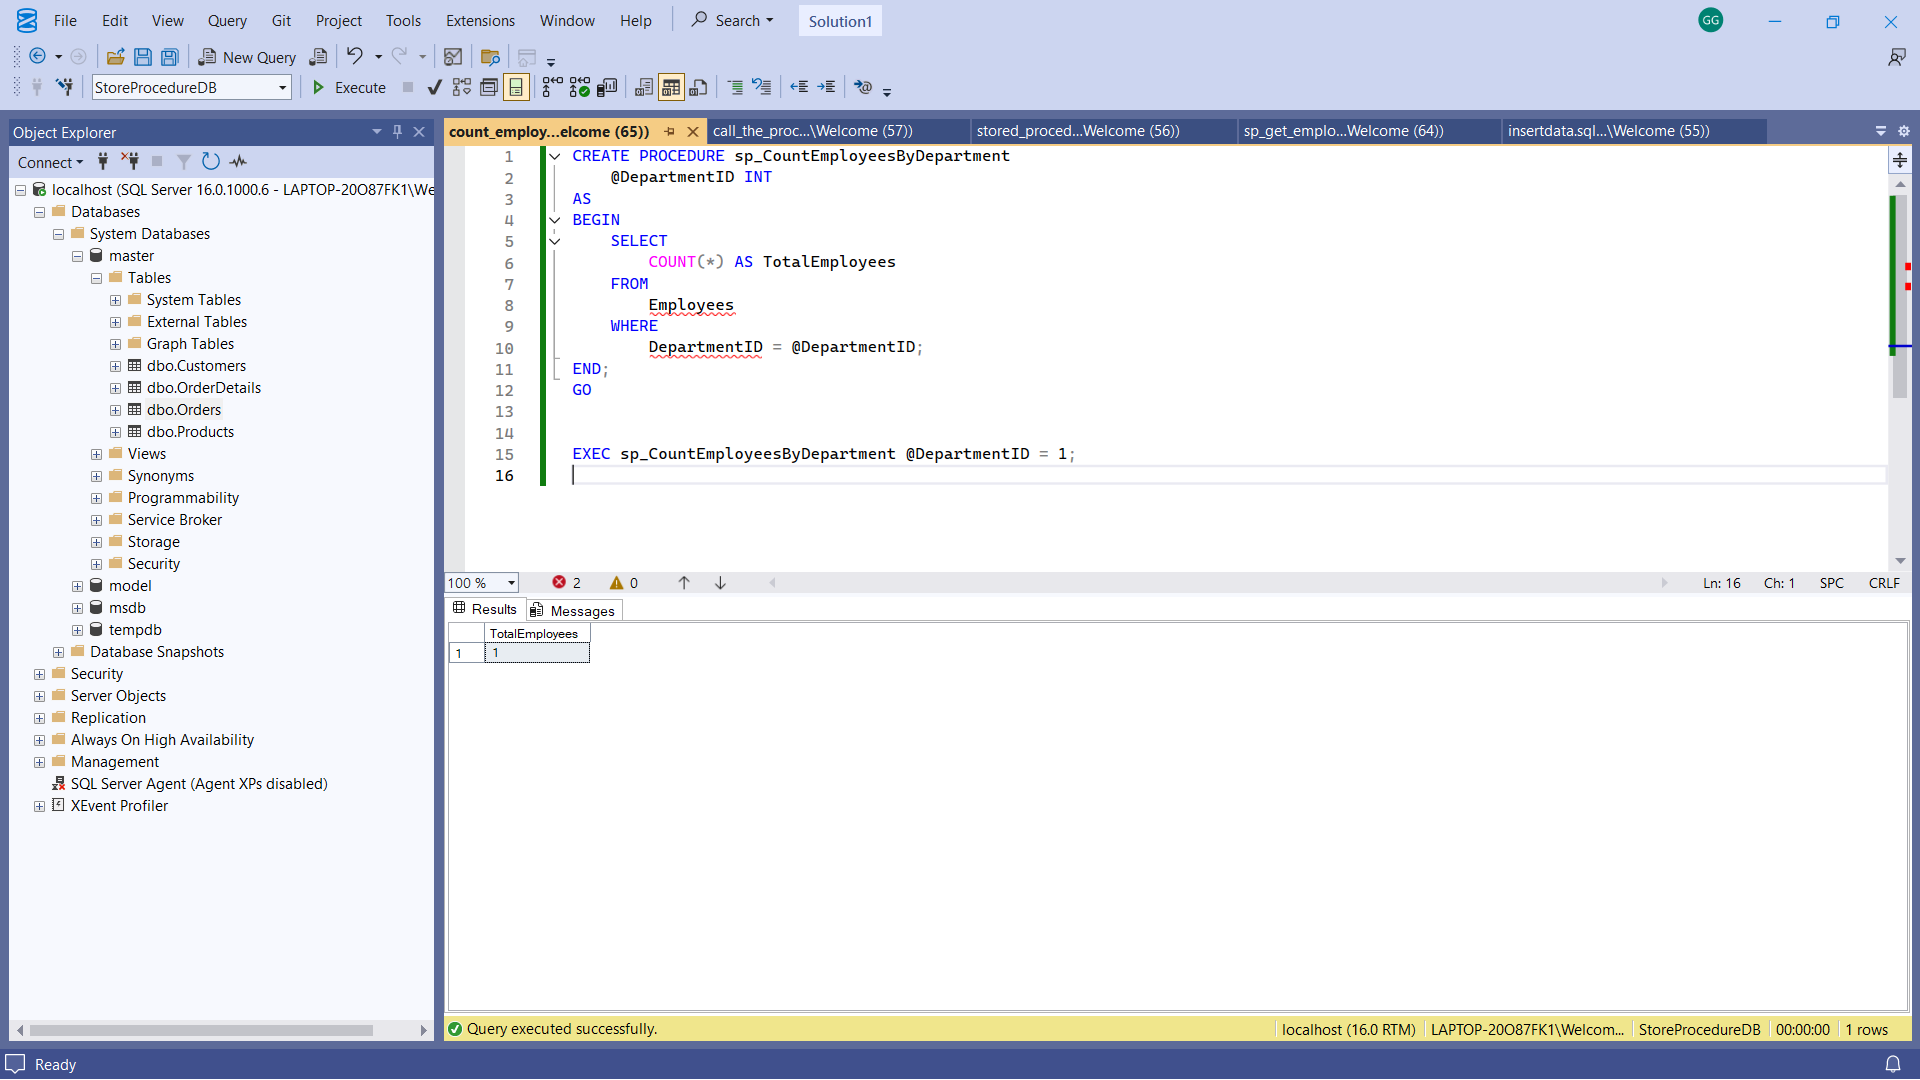 File Edit View Query Git Project Tools Extensions Window Help Search Solution1 GG
New Query
StoreProcedureDB Execute
Object Explorer
Connect
localhost (SQL Server 16.0.1000.6 - LAPTOP-20O87FK1\We
Databases
System Databases
master
Tables
System Tables
External Tables
Graph Tables
dbo.Customers
dbo.OrderDetails
dbo.Orders
dbo.Products
Views
Synonyms
Programmability
Service Broker
Storage
Security
model
msdb
tempdb
Database Snapshots
Security
Server Objects
Replication
Always On High Availability
Management
SQL Server Agent (Agent XPs disabled)
XEvent Profiler
count_employ...elcome (65)) call_the_proc...\Welcome (57)) stored_proced...Welcome (56)) sp_get_emplo...Welcome (64)) insertdata.sql...\Welcome (55))
1 CREATE PROCEDURE sp_CountEmployeesByDepartment
2 @DepartmentID INT
3 AS
4 BEGIN
5 SELECT
6 COUNT(*) AS TotalEmployees
7 FROM
8 Employees
9 WHERE
10 DepartmentID = @DepartmentID;
11 END;
12 GO
13
14
15 EXEC sp_CountEmployeesByDepartment @DepartmentID = 1;
16
100 % 2 0 Ln: 16 Ch: 1 SPC CRLF
Results Messages
TotalEmployees
1 1
Query executed successfully. localhost (16.0 RTM) LAPTOP-20O87FK1\Welcom... StoreProcedureDB 00:00:00 1 rows
Ready